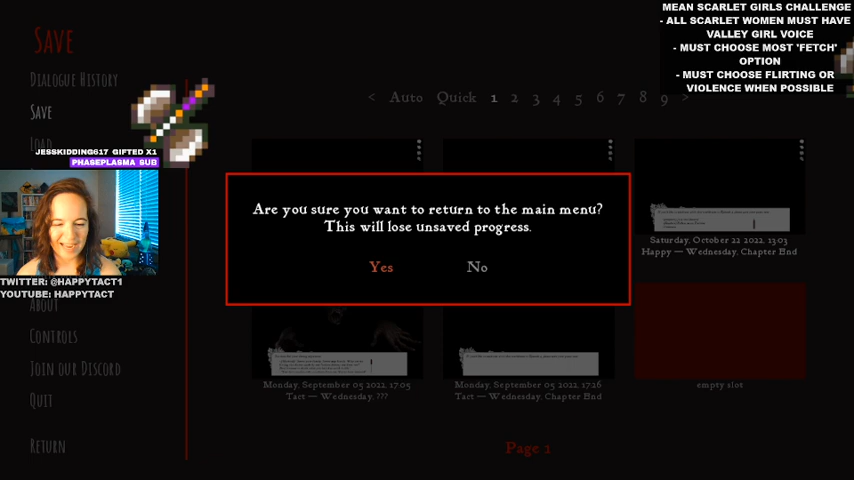 MEAN SCARLET GIRLS CHALLENGE
- ALL SCARLET WOMEN MUST HAVE
VALLEY GIRL VOICE
- MUST CHOOSE MOST 'FETCH'
OPTION
- MUST CHOOSE FLIRTING OR
VIOLENCE WHEN POSSIBLE
Save
Dialogue History
Save
Load
< Auto Quick 1 2 3 4 5 6 7 8 9 >
JESSKIDDING617 GIFTED X1
PHASEPLASMA SUB
Are you sure you want to return to the main menu?
This will lose unsaved progress.
Yes No
Saturday, October 22 2022, 13:03
Happy — Wednesday, Chapter End
TWITTER: @HAPPYTACT1
YOUTUBE: HAPPYTACT
About
Controls
Join our Discord
Quit
Return
Monday, September 05 2022, 17:05
Tact — Wednesday, ???
Monday, September 05 2022, 17:26
Tact — Wednesday, Chapter End
empty slot
Page 1